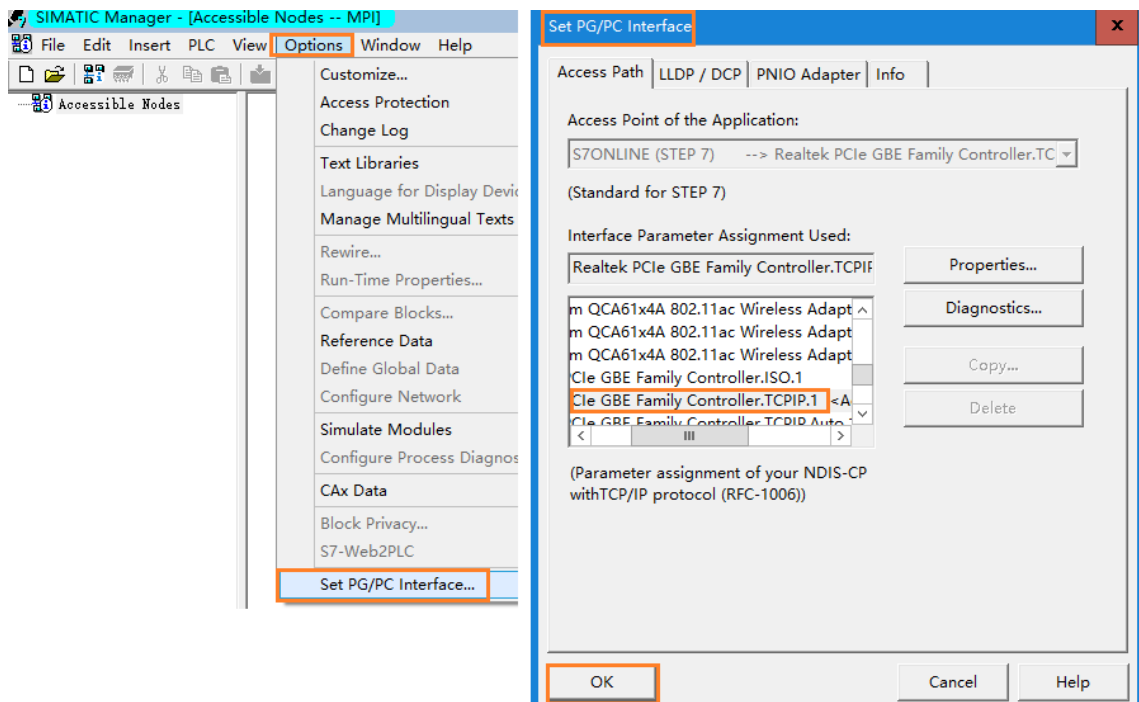 SIMATIC Manager - [Accessible Nodes -- MPI]
File Edit Insert PLC View Options Window Help
Accessible Nodes
Customize...
Access Protection
Change Log
Text Libraries
Language for Display Devic
Manage Multilingual Texts
Rewire...
Run-Time Properties...
Compare Blocks...
Reference Data
Define Global Data
Configure Network
Simulate Modules
Configure Process Diagnos
CAx Data
Block Privacy...
S7-Web2PLC
Set PG/PC Interface...
Set PG/PC Interface
x
Access Path LLDP / DCP PNIO Adapter Info
Access Point of the Application:
S7ONLINE (STEP 7) --> Realtek PCIe GBE Family Controller.TC
(Standard for STEP 7)
Interface Parameter Assignment Used:
Realtek PCIe GBE Family Controller.TCPIP
Properties...
m QCA61x4A 802.11ac Wireless Adapt
m QCA61x4A 802.11ac Wireless Adapt
m QCA61x4A 802.11ac Wireless Adapt
CIe GBE Family Controller.ISO.1
CIe GBE Family Controller.TCPIP.1 <A
CIe GBE Family Controller.TCPIP.Auto.1
Diagnostics...
Copy...
Delete
(Parameter assignment of your NDIS-CP
withTCP/IP protocol (RFC-1006))
OK Cancel Help